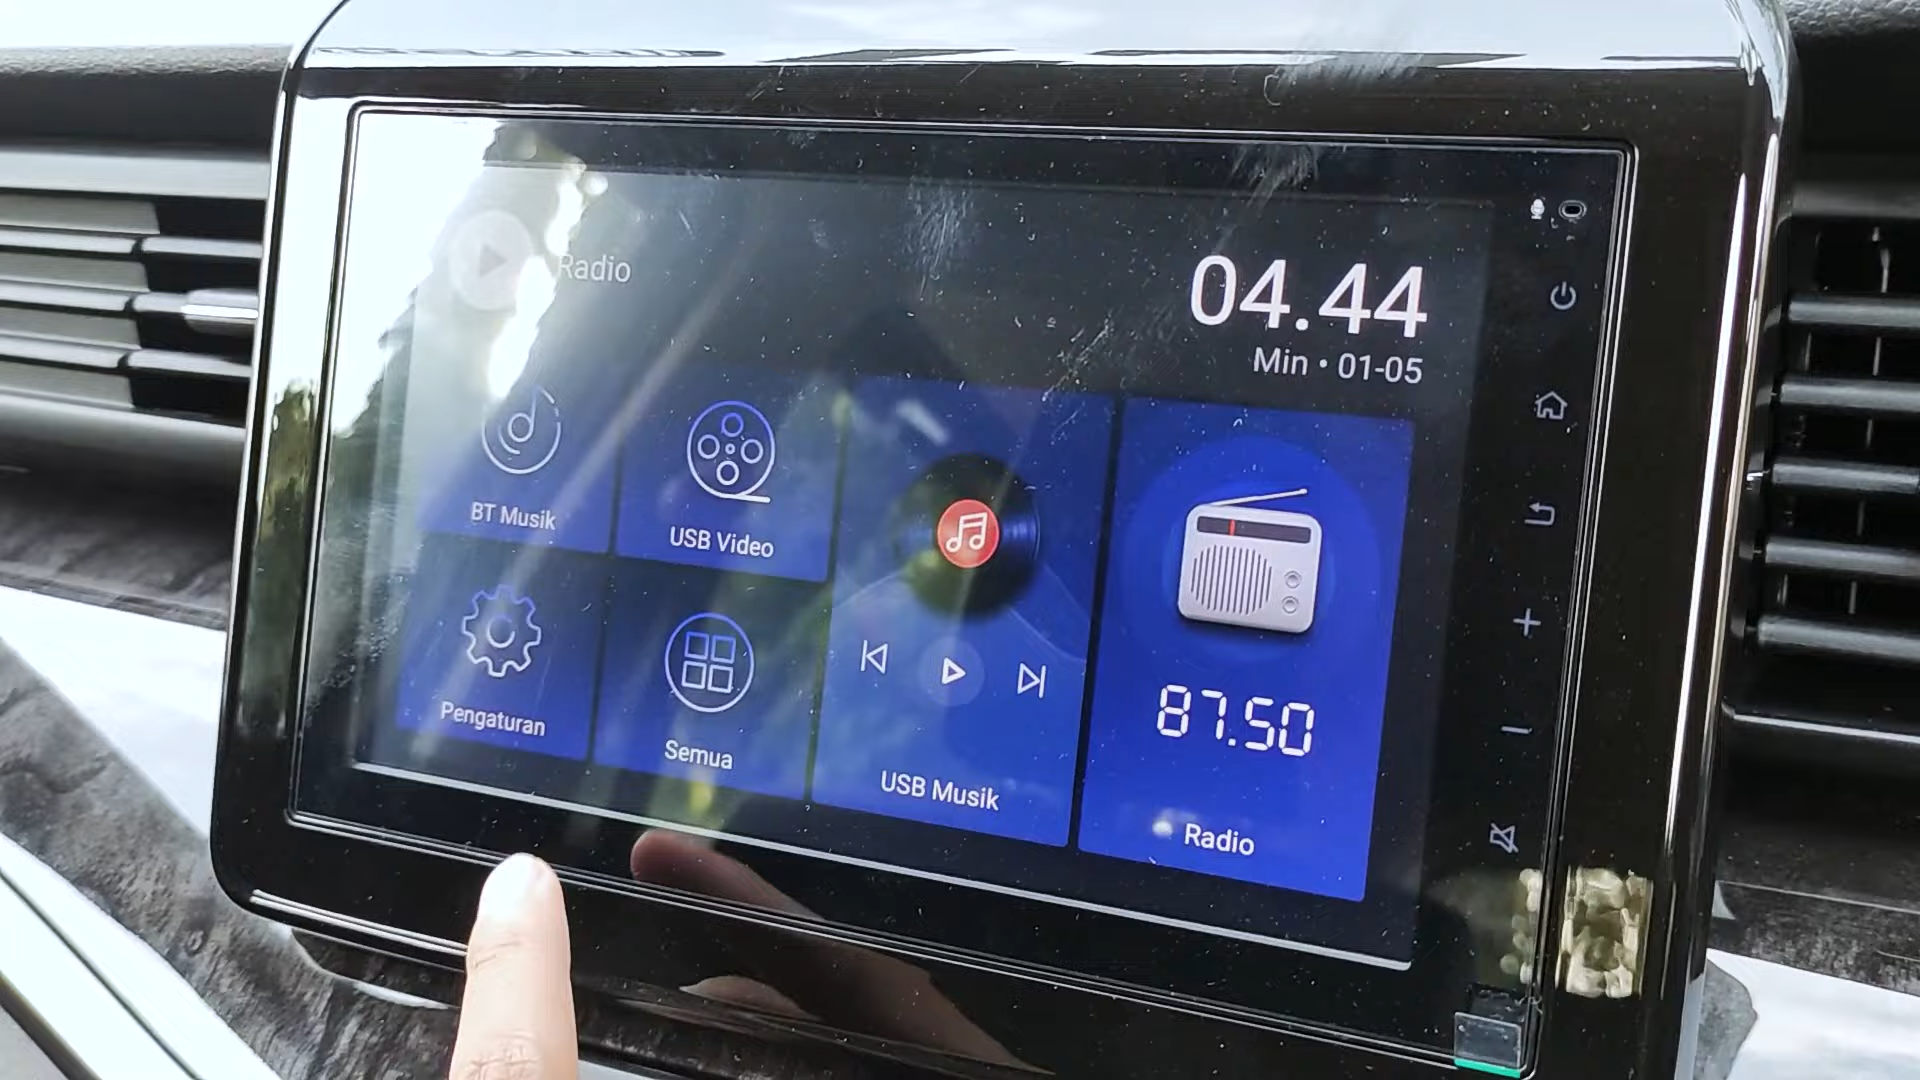 Radio
04.44
Min • 01-05
BT Musik
USB Video
Pengaturan
Semua
USB Musik
87.50
Radio